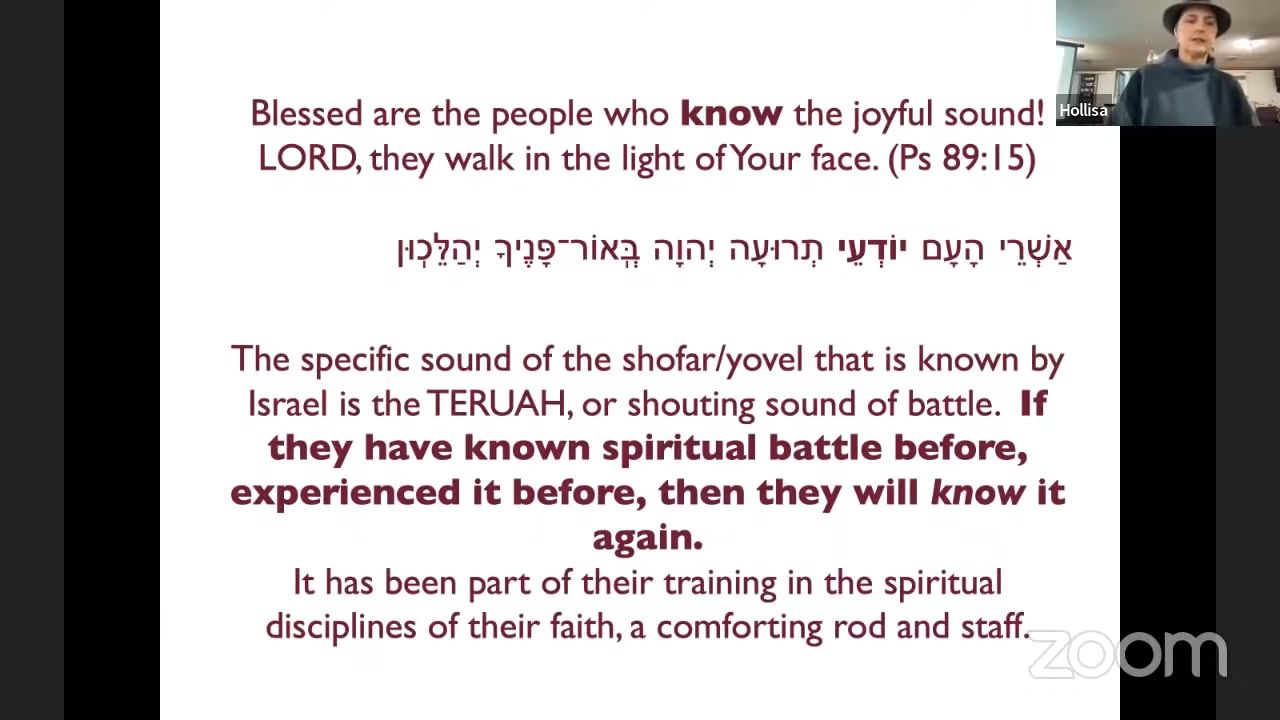 Hollisa
Blessed are the people who know the joyful sound!
LORD, they walk in the light of Your face. (Ps 89:15)
אַשְׁרֵי הָעָם יוֹדְעֵי תְרוּעָה יְהוָה בְּאוֹר־פָּנֶיךָ יְהַלֵּכוּן
The specific sound of the shofar/yovel that is known by
Israel is the TERUAH, or shouting sound of battle. If
they have known spiritual battle before,
experienced it before, then they will know it
again.
It has been part of their training in the spiritual
disciplines of their faith, a comforting rod and staff.
zoom